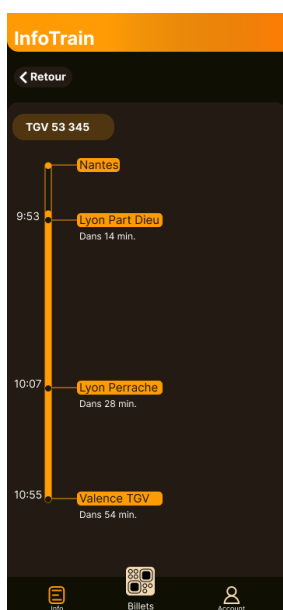 InfoTrain
Retour
TGV 53 345
Nantes
9:53
Lyon Part Dieu
Dans 14 min.
10:07
Lyon Perrache
Dans 28 min.
10:55
Valence TGV
Dans 54 min.
Info
Billets
Account